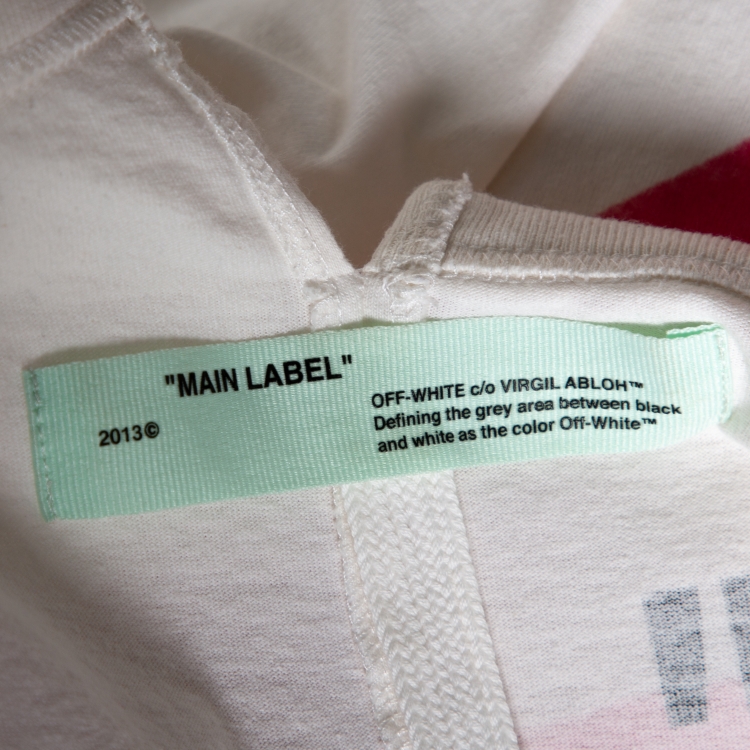 "MAIN LABEL"
2013©
OFF-WHITE c/o VIRGIL ABLOH™
Defining the grey area between black
and white as the color Off-White™